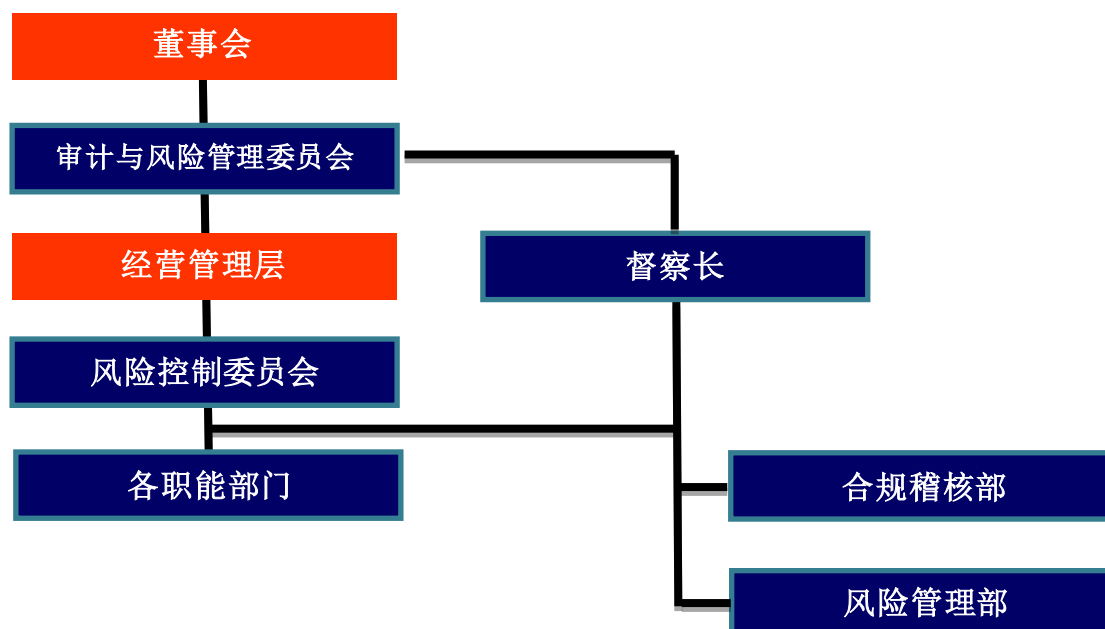 董事会
审计与风险管理委员会
经营管理层
督察长
风险控制委员会
各职能部门
合规稽核部
风险管理部